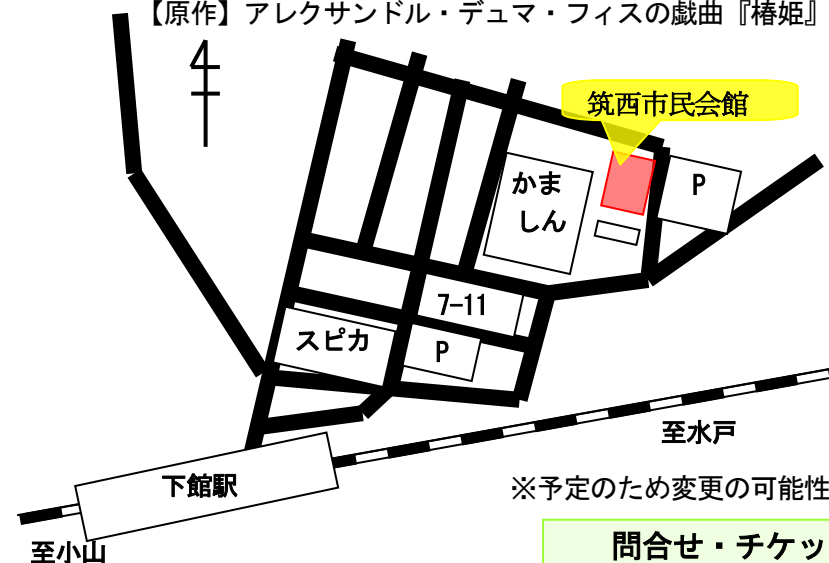 【原作】アレクサンドル・デュマ・フィスの戯曲『椿姫』
筑西市民会館
かま
しん
P
7-11
スピカ
P
至水戸
下館駅
※予定のため変更の可能性
至小山
問合せ・チケッ